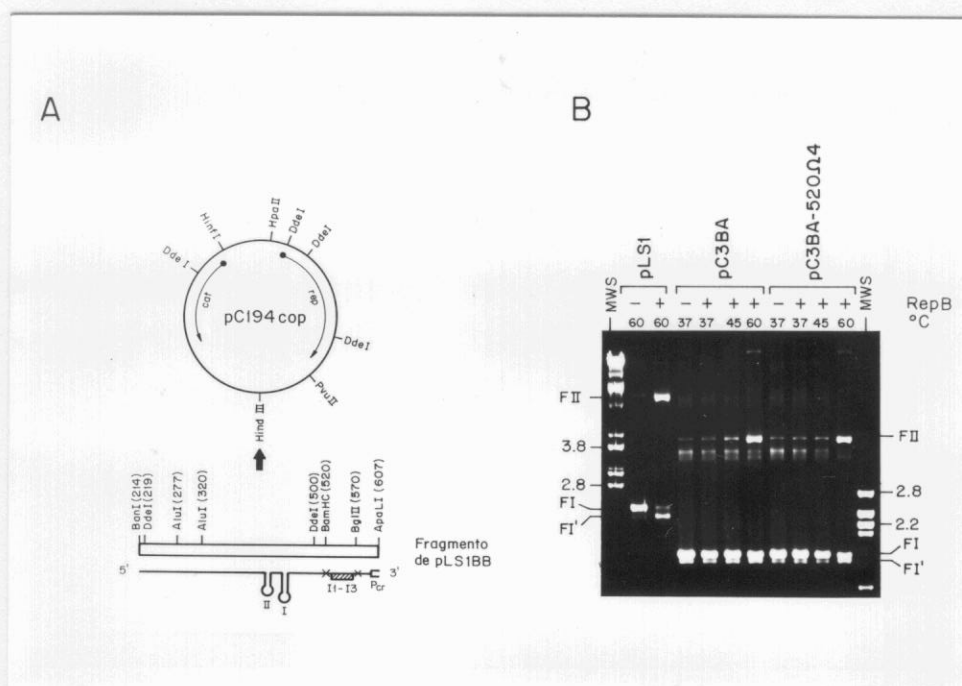 A
HinfI
HpaII
DdeI
DdeI
DdeI
cat
rep
pC194 cop
DdeI
PvuII
Hind III
BanI (214)
DdeI (219)
AluI (277)
AluI (320)
DdeI (500)
BamHC (520)
BglII (570)
ApaLI (607)
Fragmento
de pLS1BB
5' 3'
II I I1-I3 Pcr
B
pLS1
pC3BA
pC3BA-520Ω4
MWS MWS
− + − + + + − + + + RepB
60 60 37 37 45 60 37 37 45 60 °C
FII
3.8
2.8
FI
FI'
FII
2.8
2.2
FI
FI'